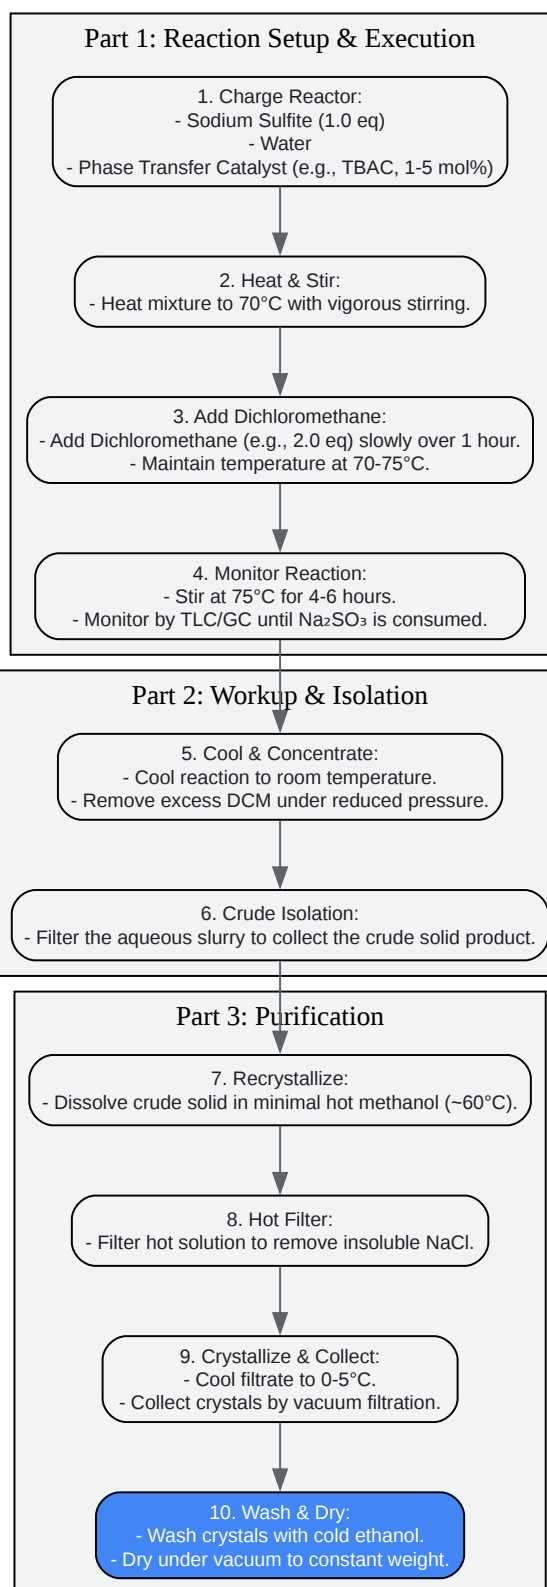 Part 1: Reaction Setup & Execution
1. Charge Reactor:
- Sodium Sulfite (1.0 eq)
- Water
- Phase Transfer Catalyst (e.g., TBAC, 1-5 mol%)
2. Heat & Stir:
- Heat mixture to 70°C with vigorous stirring.
3. Add Dichloromethane:
- Add Dichloromethane (e.g., 2.0 eq) slowly over 1 hour.
- Maintain temperature at 70-75°C.
4. Monitor Reaction:
- Stir at 75°C for 4-6 hours.
- Monitor by TLC/GC until Na₂SO₃ is consumed.
Part 2: Workup & Isolation
5. Cool & Concentrate:
- Cool reaction to room temperature.
- Remove excess DCM under reduced pressure.
6. Crude Isolation:
- Filter the aqueous slurry to collect the crude solid product.
Part 3: Purification
7. Recrystallize:
- Dissolve crude solid in minimal hot methanol (~60°C).
8. Hot Filter:
- Filter hot solution to remove insoluble NaCl.
9. Crystallize & Collect:
- Cool filtrate to 0-5°C.
- Collect crystals by vacuum filtration.
10. Wash & Dry:
- Wash crystals with cold ethanol.
- Dry under vacuum to constant weight.